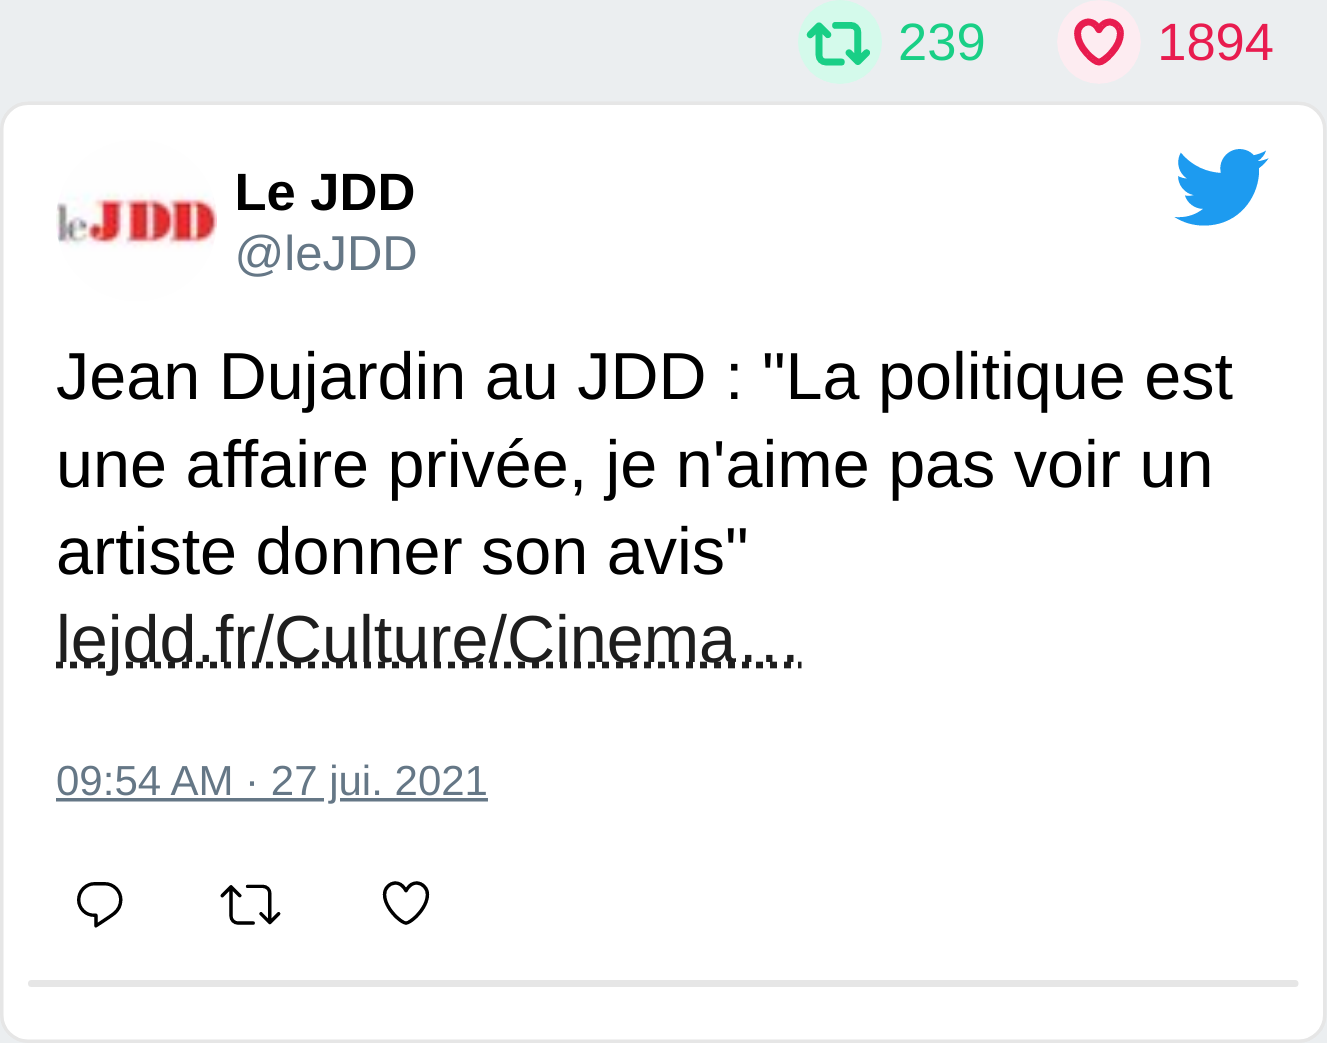 239 1894
leJDD
Le JDD
@leJDD
Jean Dujardin au JDD : "La politique est
une affaire privée, je n'aime pas voir un
artiste donner son avis"
lejdd.fr/Culture/Cinema...
09:54 AM · 27 jui. 2021